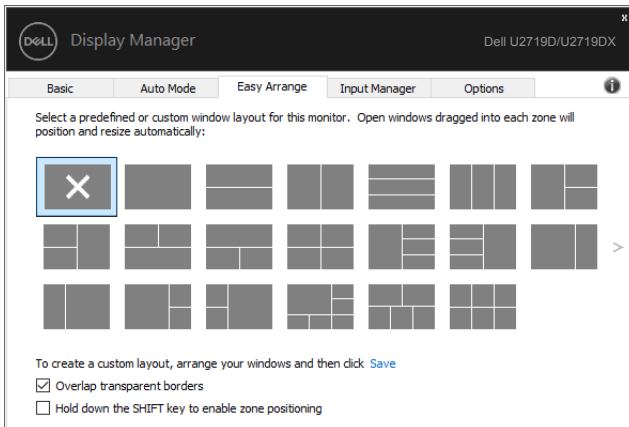 x
DELL Display Manager Dell U2719D/U2719DX
Basic Auto Mode Easy Arrange Input Manager Options
Select a predefined or custom window layout for this monitor. Open windows dragged into each zone will
position and resize automatically:
To create a custom layout, arrange your windows and then click Save
Overlap transparent borders
Hold down the SHIFT key to enable zone positioning